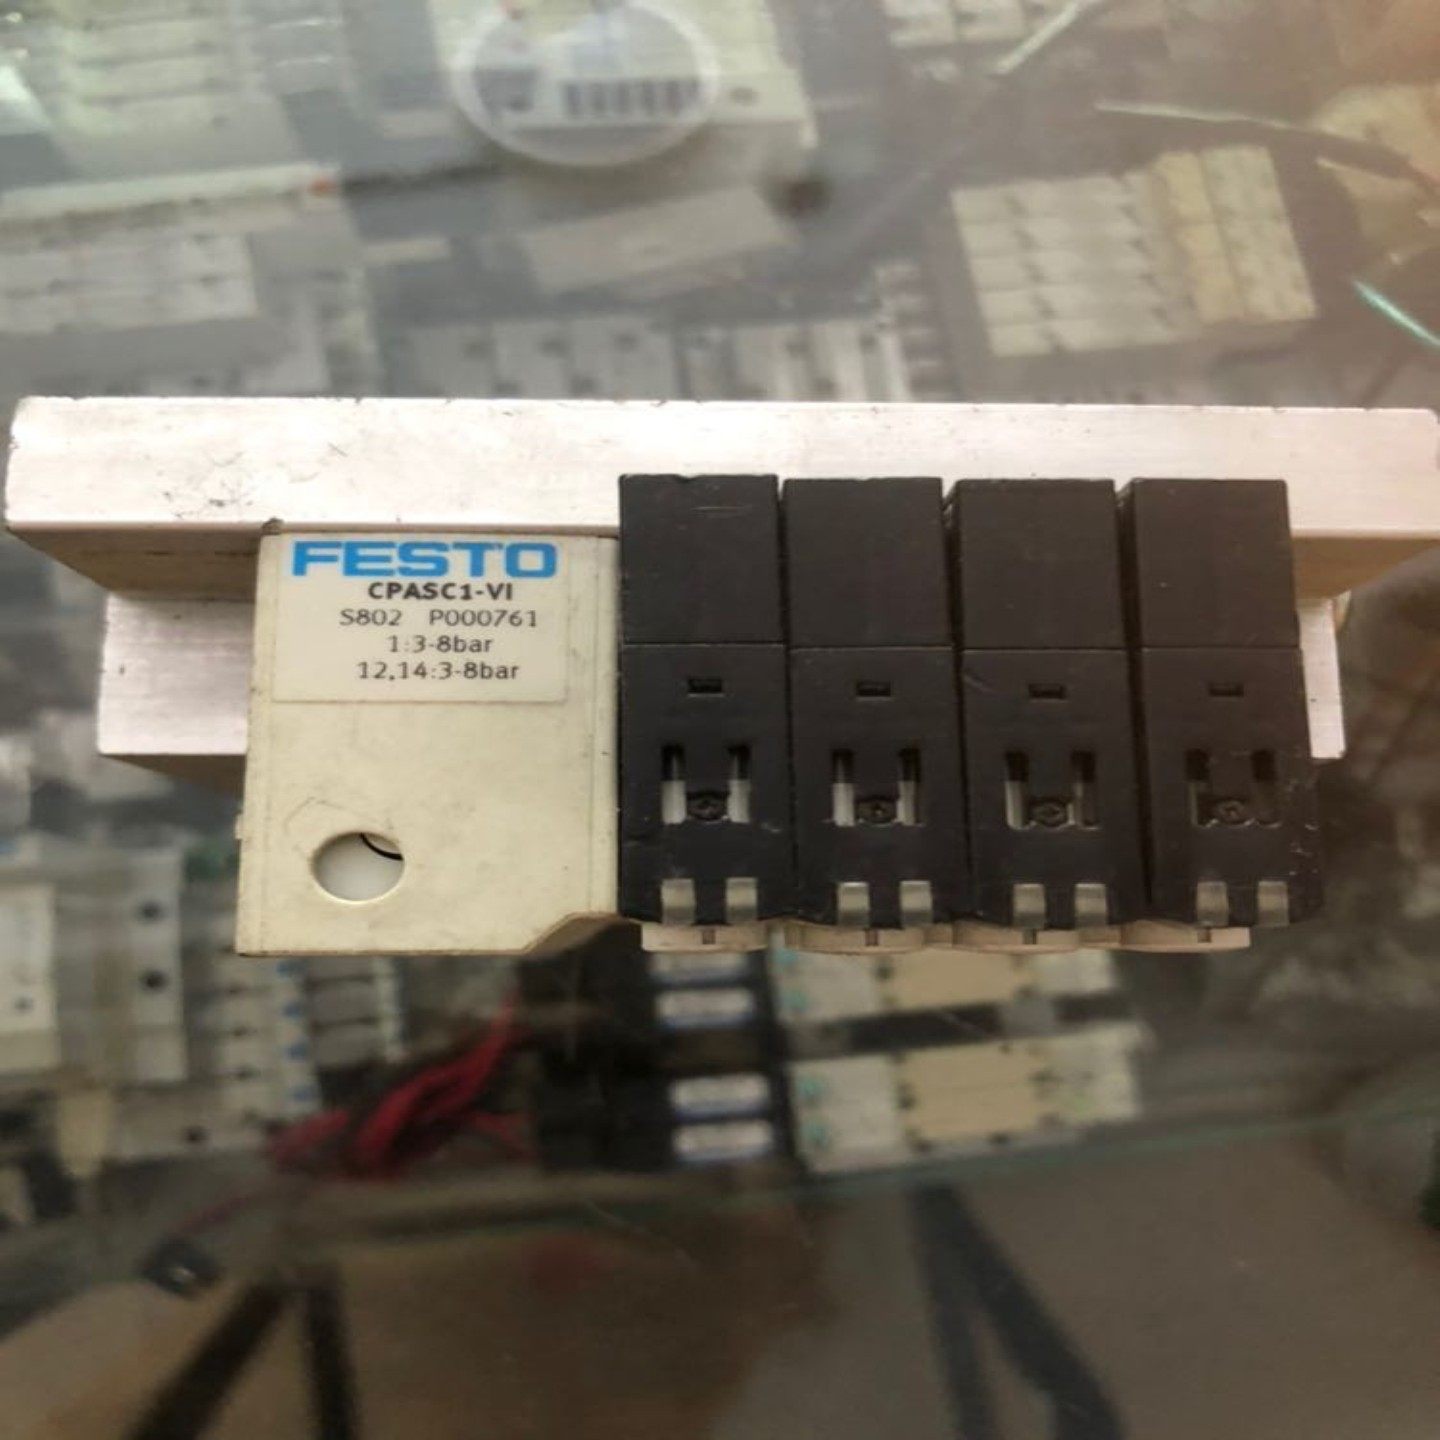 FESTO
CPASC1-VI
S802 P000761
1:3-8bar
12,14:3-8bar